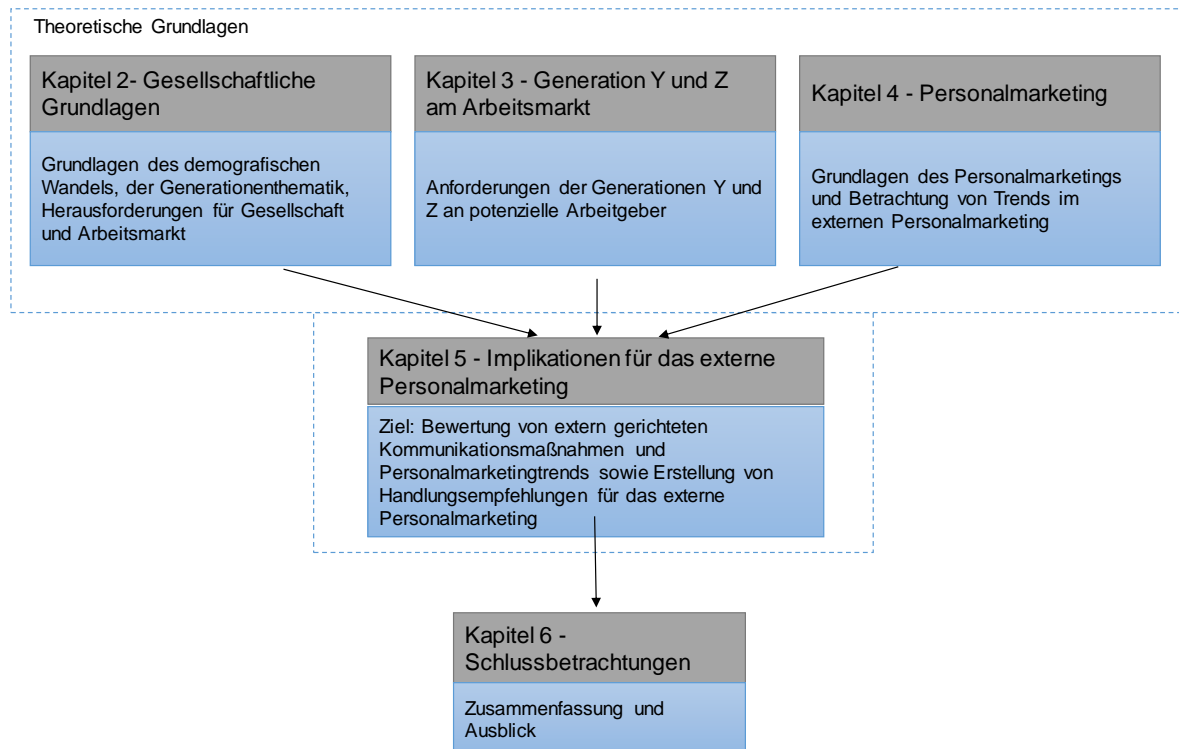 Theoretische Grundlagen
Kapitel 2- Gesellschaftliche
Grundlagen
Grundlagen des demografischen
Wandels, der Generationenthematik,
Herausforderungen für Gesellschaft
und Arbeitsmarkt
Kapitel 3 - Generation Y und Z
am Arbeitsmarkt
Anforderungen der Generationen Y und
Z an potenzielle Arbeitgeber
Kapitel 4 - Personalmarketing
Grundlagen des Personalmarketings
und Betrachtung von Trends im
externen Personalmarketing
Kapitel 5 - Implikationen für das externe
Personalmarketing
Ziel: Bewertung von extern gerichteten
Kommunikationsmaßnahmen und
Personalmarketingtrends sowie Erstellung von
Handlungsempfehlungen für das externe
Personalmarketing
Kapitel 6 -
Schlussbetrachtungen
Zusammenfassung und
Ausblick